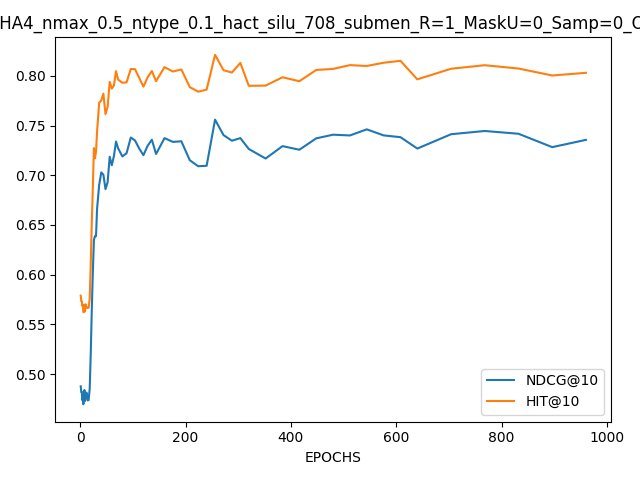 HA4_nmax_0.5_ntype_0.1_hact_silu_708_submen_R=1_MaskU=0_Samp=0_C
0.80
0.75
0.70
0.65
0.60
0.55
0.50
NDCG@10
HIT@10
0 200 400 600 800 1000
EPOCHS